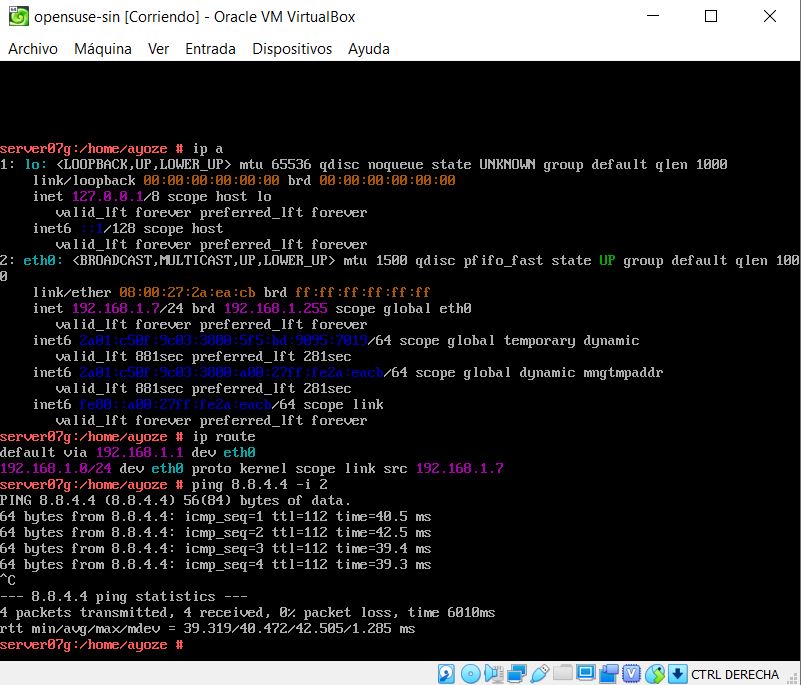 opensuse-sin [Corriendo] - Oracle VM VirtualBox
Archivo Máquina Ver Entrada Dispositivos Ayuda
server07g:/home/ayoze # ip a
1: lo: <LOOPBACK,UP,LOWER_UP> mtu 65536 qdisc noqueue state UNKNOWN group default qlen 1000
link/loopback 00:00:00:00:00:00 brd 00:00:00:00:00:00
inet 127.0.0.1/8 scope host lo
valid_lft forever preferred_lft forever
inet6 ::1/128 scope host
valid_lft forever preferred_lft forever
2: eth0: <BROADCAST,MULTICAST,UP,LOWER_UP> mtu 1500 qdisc pfifo_fast state UP group default qlen 100
0
link/ether 08:00:27:2a:ea:cb brd ff:ff:ff:ff:ff:ff
inet 192.168.1.7/24 brd 192.168.1.255 scope global eth0
valid_lft forever preferred_lft forever
inet6 2a01:c50f:9c03:3000:5f5:bd:9095:7019/64 scope global temporary dynamic
valid_lft 881sec preferred_lft 281sec
inet6 2a01:c50f:9c03:3000:a00:27ff:fe2a:eacb/64 scope global dynamic mngtmpaddr
valid_lft 881sec preferred_lft 281sec
inet6 fe80::a00:27ff:fe2a:eacb/64 scope link
valid_lft forever preferred_lft forever
server07g:/home/ayoze # ip route
default via 192.168.1.1 dev eth0
192.168.1.0/24 dev eth0 proto kernel scope link src 192.168.1.7
server07g:/home/ayoze # ping 8.8.4.4 -i 2
PING 8.8.4.4 (8.8.4.4) 56(84) bytes of data.
64 bytes from 8.8.4.4: icmp_seq=1 ttl=112 time=40.5 ms
64 bytes from 8.8.4.4: icmp_seq=2 ttl=112 time=42.5 ms
64 bytes from 8.8.4.4: icmp_seq=3 ttl=112 time=39.4 ms
64 bytes from 8.8.4.4: icmp_seq=4 ttl=112 time=39.3 ms
^C
--- 8.8.4.4 ping statistics ---
4 packets transmitted, 4 received, 0% packet loss, time 6010ms
rtt min/avg/max/mdev = 39.319/40.472/42.505/1.285 ms
server07g:/home/ayoze #
CTRL DERECHA